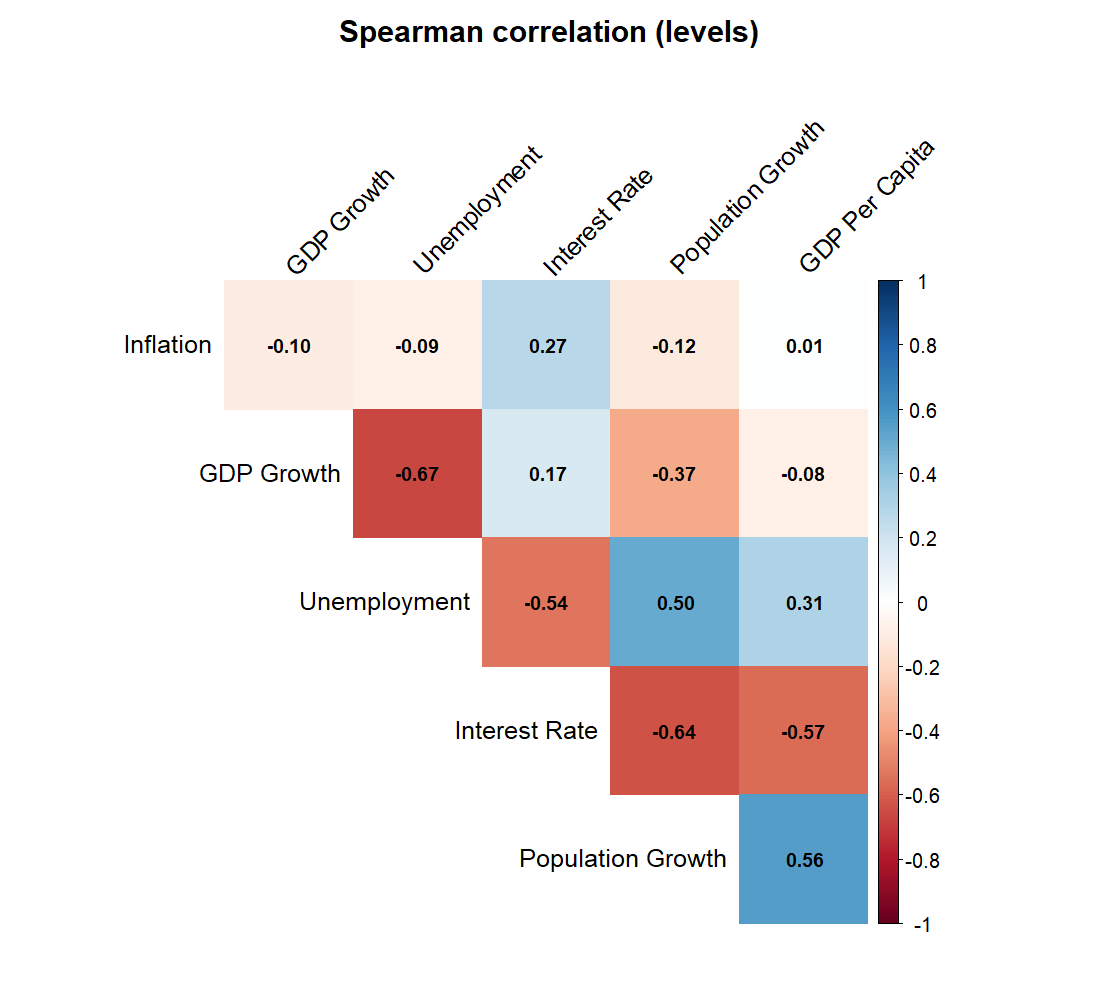 Spearman correlation (levels)
GDP Growth
Unemployment
Interest Rate
Population Growth
GDP Per Capita
Inflation -0.10 -0.09 0.27 -0.12 0.01
GDP Growth -0.67 0.17 -0.37 -0.08
Unemployment -0.54 0.50 0.31
Interest Rate -0.64 -0.57
Population Growth 0.56
1
0.8
0.6
0.4
0.2
0
-0.2
-0.4
-0.6
-0.8
-1